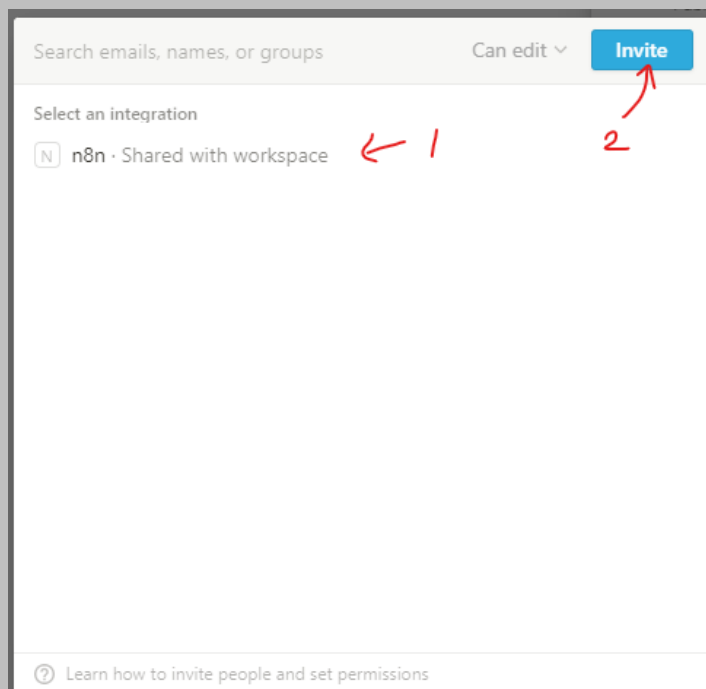 Search emails, names, or groups Can edit Invite
Select an integration
N n8n · Shared with workspace 1
2
Learn how to invite people and set permissions